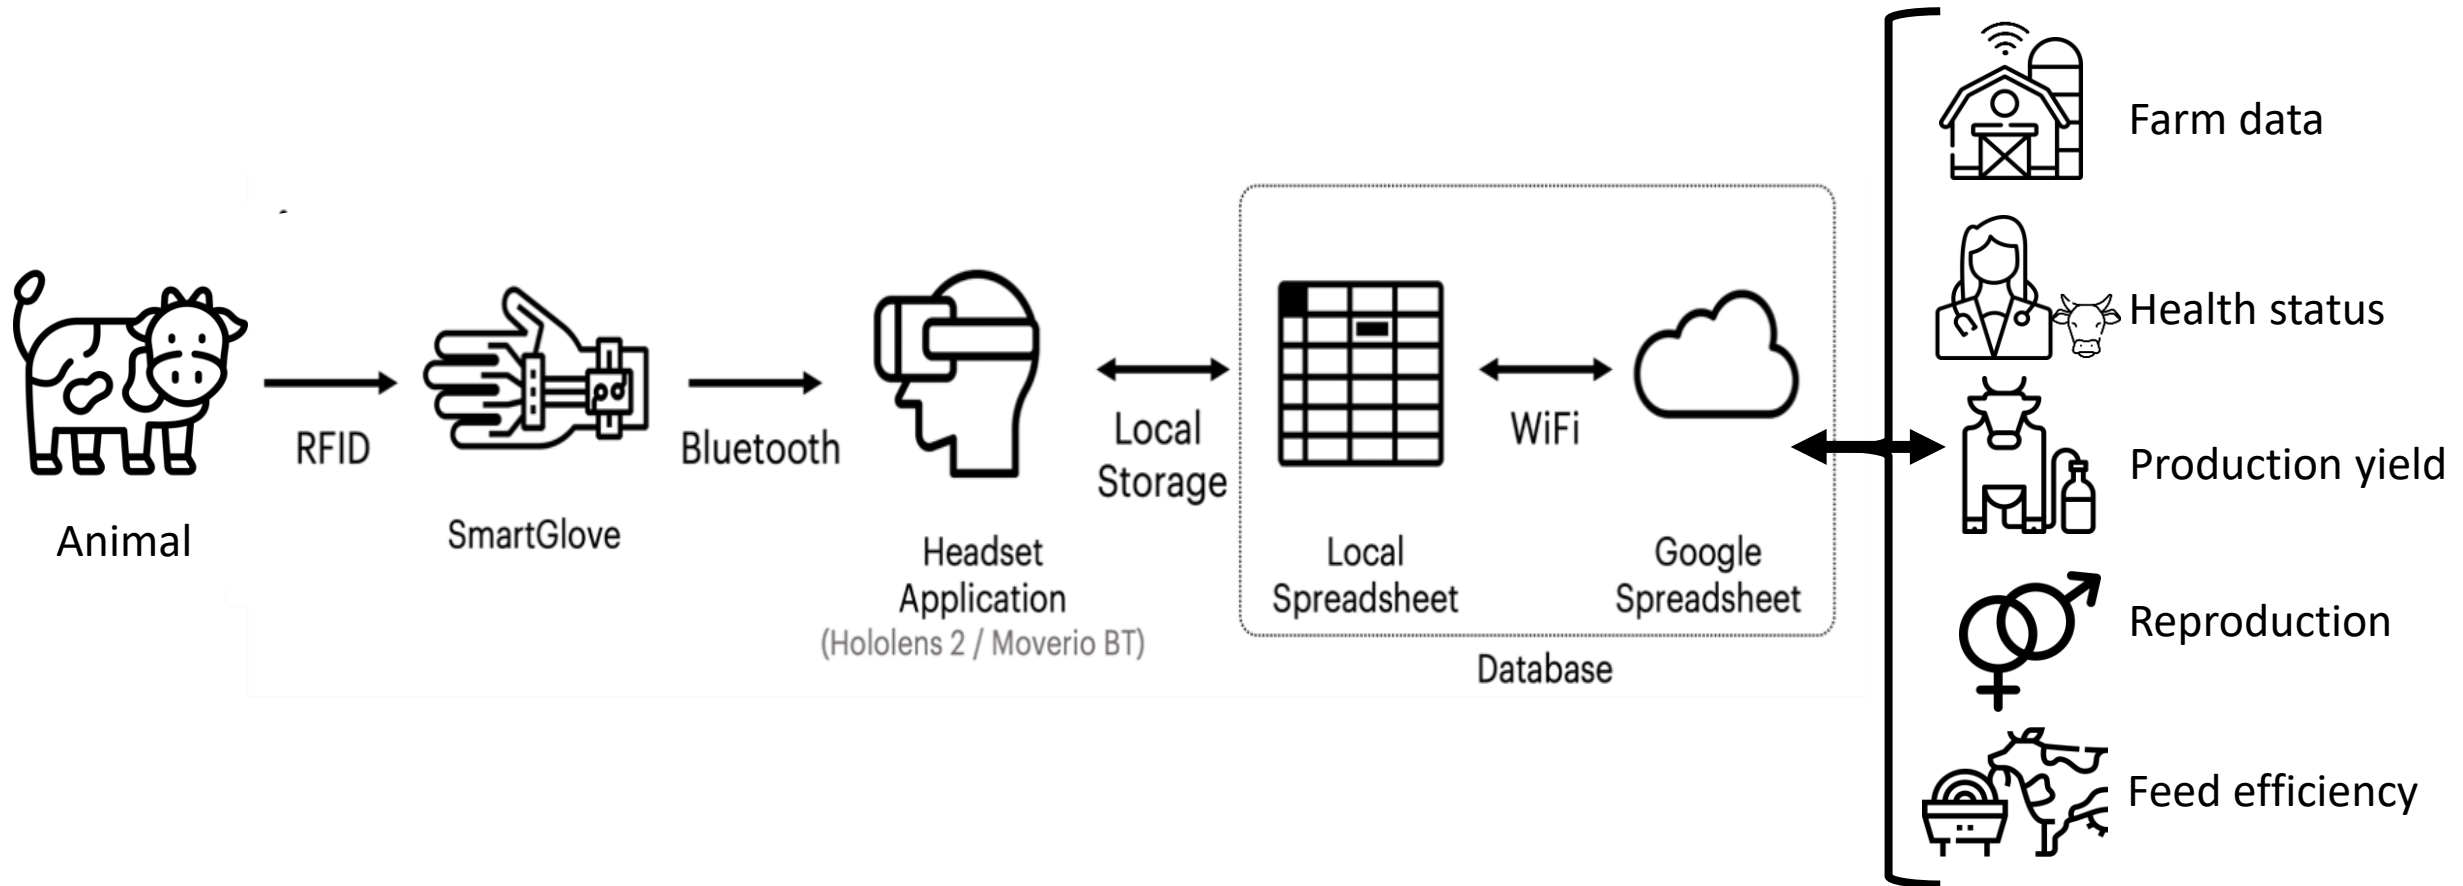 Animal
RFID
SmartGlove
Bluetooth
Headset
Application
(Hololens 2 / Moverio BT)
Local
Storage
Local
Spreadsheet
WiFi
Google
Spreadsheet
Database
Farm data
Health status
Production yield
Reproduction
Feed efficiency